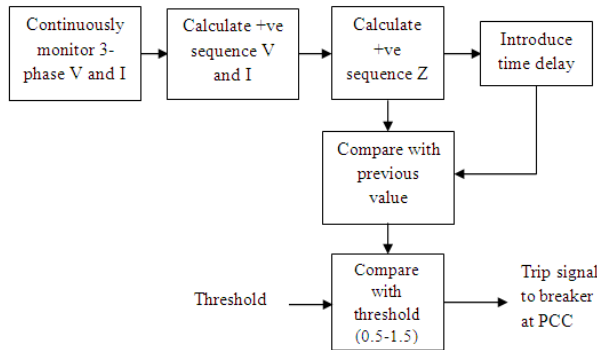 Continuously
monitor 3-
phase V and I
Calculate +ve
sequence V
and I
Calculate
+ve
sequence Z
Introduce
time delay
Compare with
previous
value
Threshold
Compare
with
threshold
(0.5-1.5)
Trip signal
to breaker
at PCC